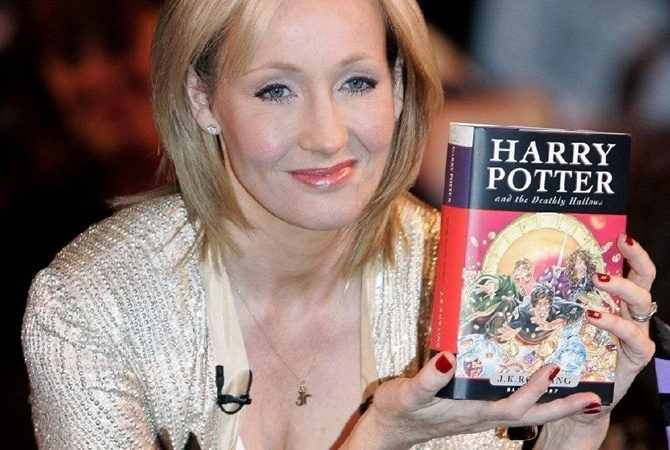 HARRY
POTTER
and the Deathly Hallows
J.K.ROWLING